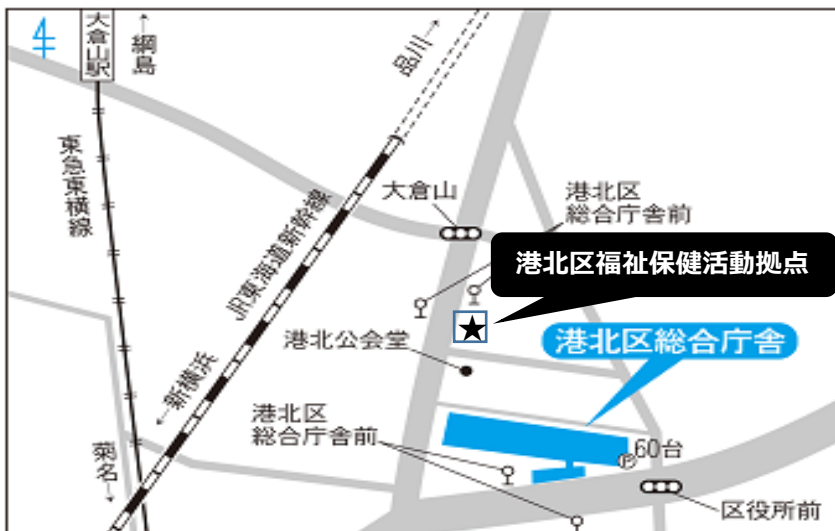 大倉山駅
←綱島
品川→
東急東横線
JR東海道新幹線
大倉山
港北区
総合庁舎前
港北区福祉保健活動拠点
港北公会堂
港北区総合庁舎
←新横浜
港北区
総合庁舎前
菊名→
P
60台
区役所前